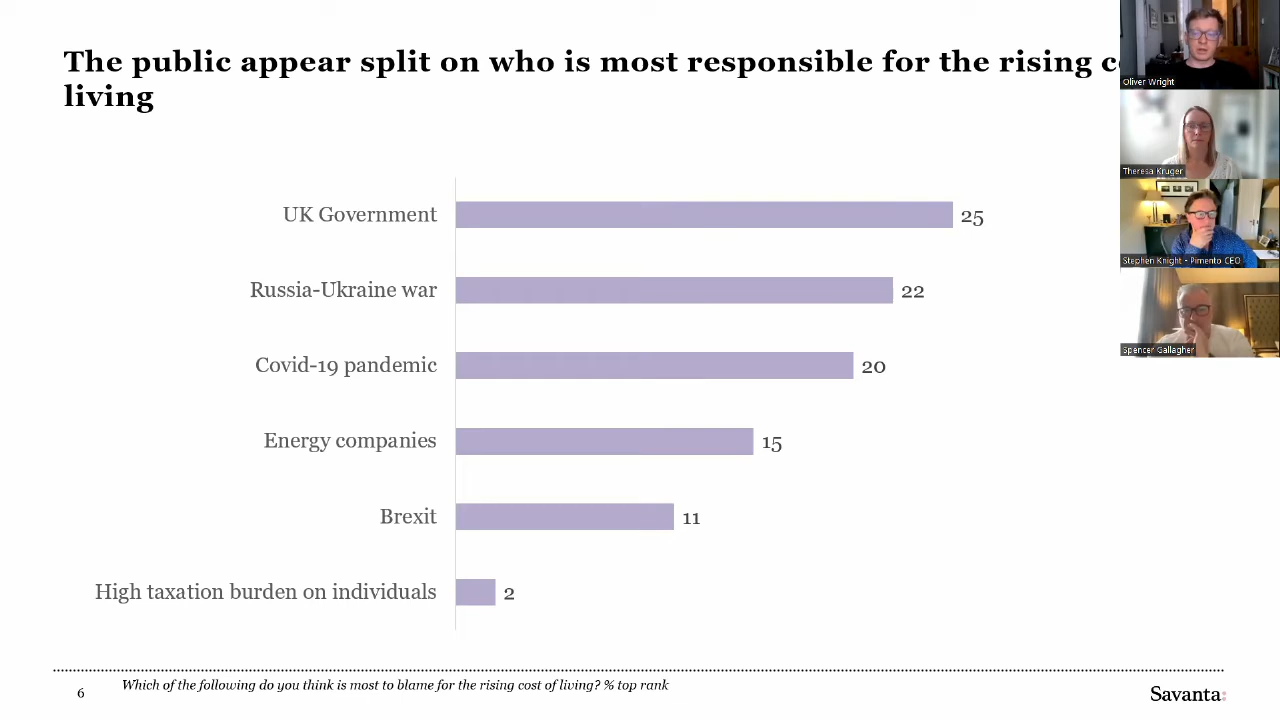 The public appear split on who is most responsible for the rising
living
UK Government 25
Russia-Ukraine war 22
Covid-19 pandemic 20
Energy companies 15
Brexit 11
High taxation burden on individuals 2
6
Which of the following do you think is most to blame for the rising cost of living? % top rank
Savanta:
Oliver Wright
Theresa Kruger
Stephen Knight - Pimento CEO
Spencer Gallagher